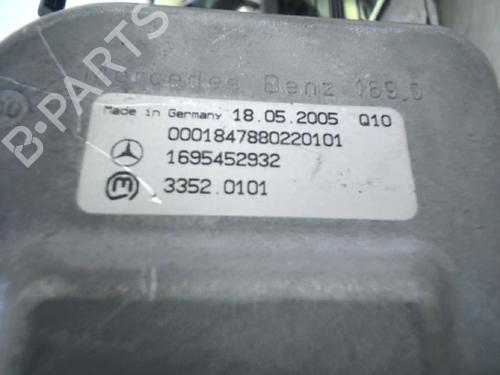 Mercedes Benz 169.0
Made in Germany 18.05.2005 Q10
0001847880220101
1695452932
3352.0101
B-PARTS